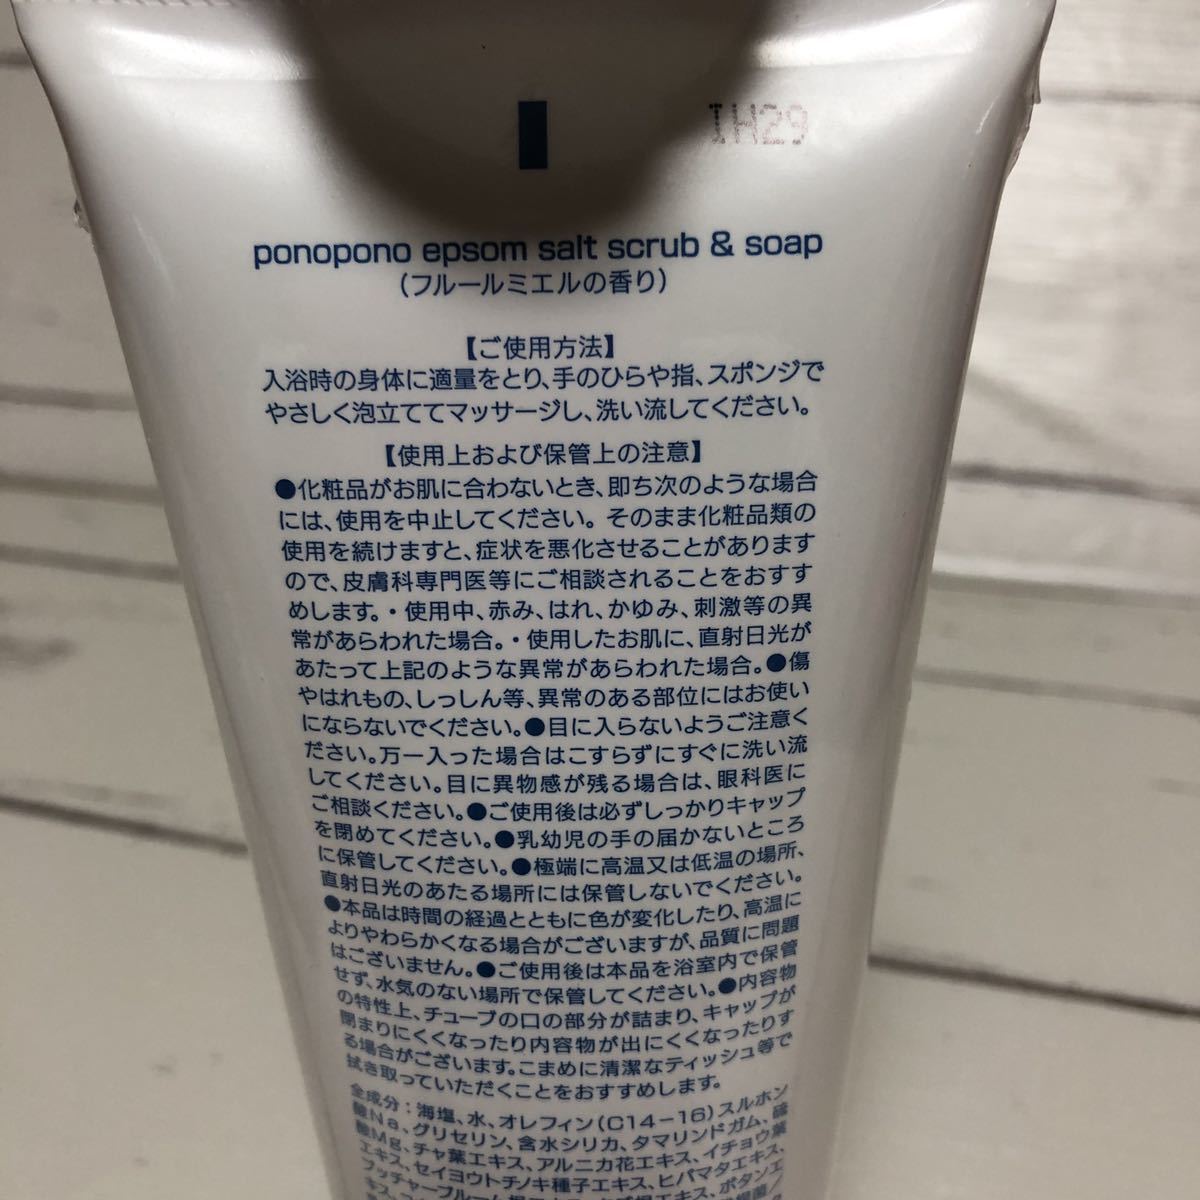 IH29
ponopono epsom salt scrub & soap
(フルールミエルの香り)
【ご使用方法】
入浴時の身体に適量をとり、手のひらや指、スポンジで
やさしく泡立ててマッサージし、洗い流してください。
【使用上および保管上の注意】
●化粧品がお肌に合わないとき、即ち次のような場合
には、使用を中止してください。そのまま化粧品類の
使用を続けますと、症状を悪化させることがあります
ので、皮膚科専門医等にご相談されることをおすす
めします。・使用中、赤み、はれ、かゆみ、刺激等の異
常があらわれた場合。・使用したお肌に、直射日光が
あたって上記のような異常があらわれた場合。●傷
やはれもの、しっしん等、異常のある部位にはお使い
にならないでください。●目に入らないようご注意く
ださい。万一入った場合はこすらずにすぐに洗い流
してください。目に異物感が残る場合は、眼科医に
ご相談ください。●ご使用後は必ずしっかりキャップ
を閉めてください。●乳幼児の手の届かないところ
に保管してください。●極端に高温又は低温の場所、
直射日光のあたる場所には保管しないでください。
●本品は時間の経過とともに色が変化したり、高温に
よりやわらかくなる場合がございますが、品質に問題
はございません。●ご使用後は本品を浴室内で保管
せず、水気のない場所で保管してください。●内容物
の特性上、チューブの口の部分が詰まり、キャップが
閉まりにくくなったり内容物が出にくくなったりす
る場合がございます。こまめに清潔なティッシュ等で
拭き取っていただくことをおすすめします。
全成分:海塩、水、オレフィン(C14-16)スルホン
酸Na、グリセリン、含水シリカ、タマリンドガム、硫
酸Mg、チャ葉エキス、アルニカ花エキス、イチョウ葉
エキス、セイヨウトチノキ種子エキス、ヒバマタエキス、
ブッチャーブルーム根エキス、
エキス、ボタンエ